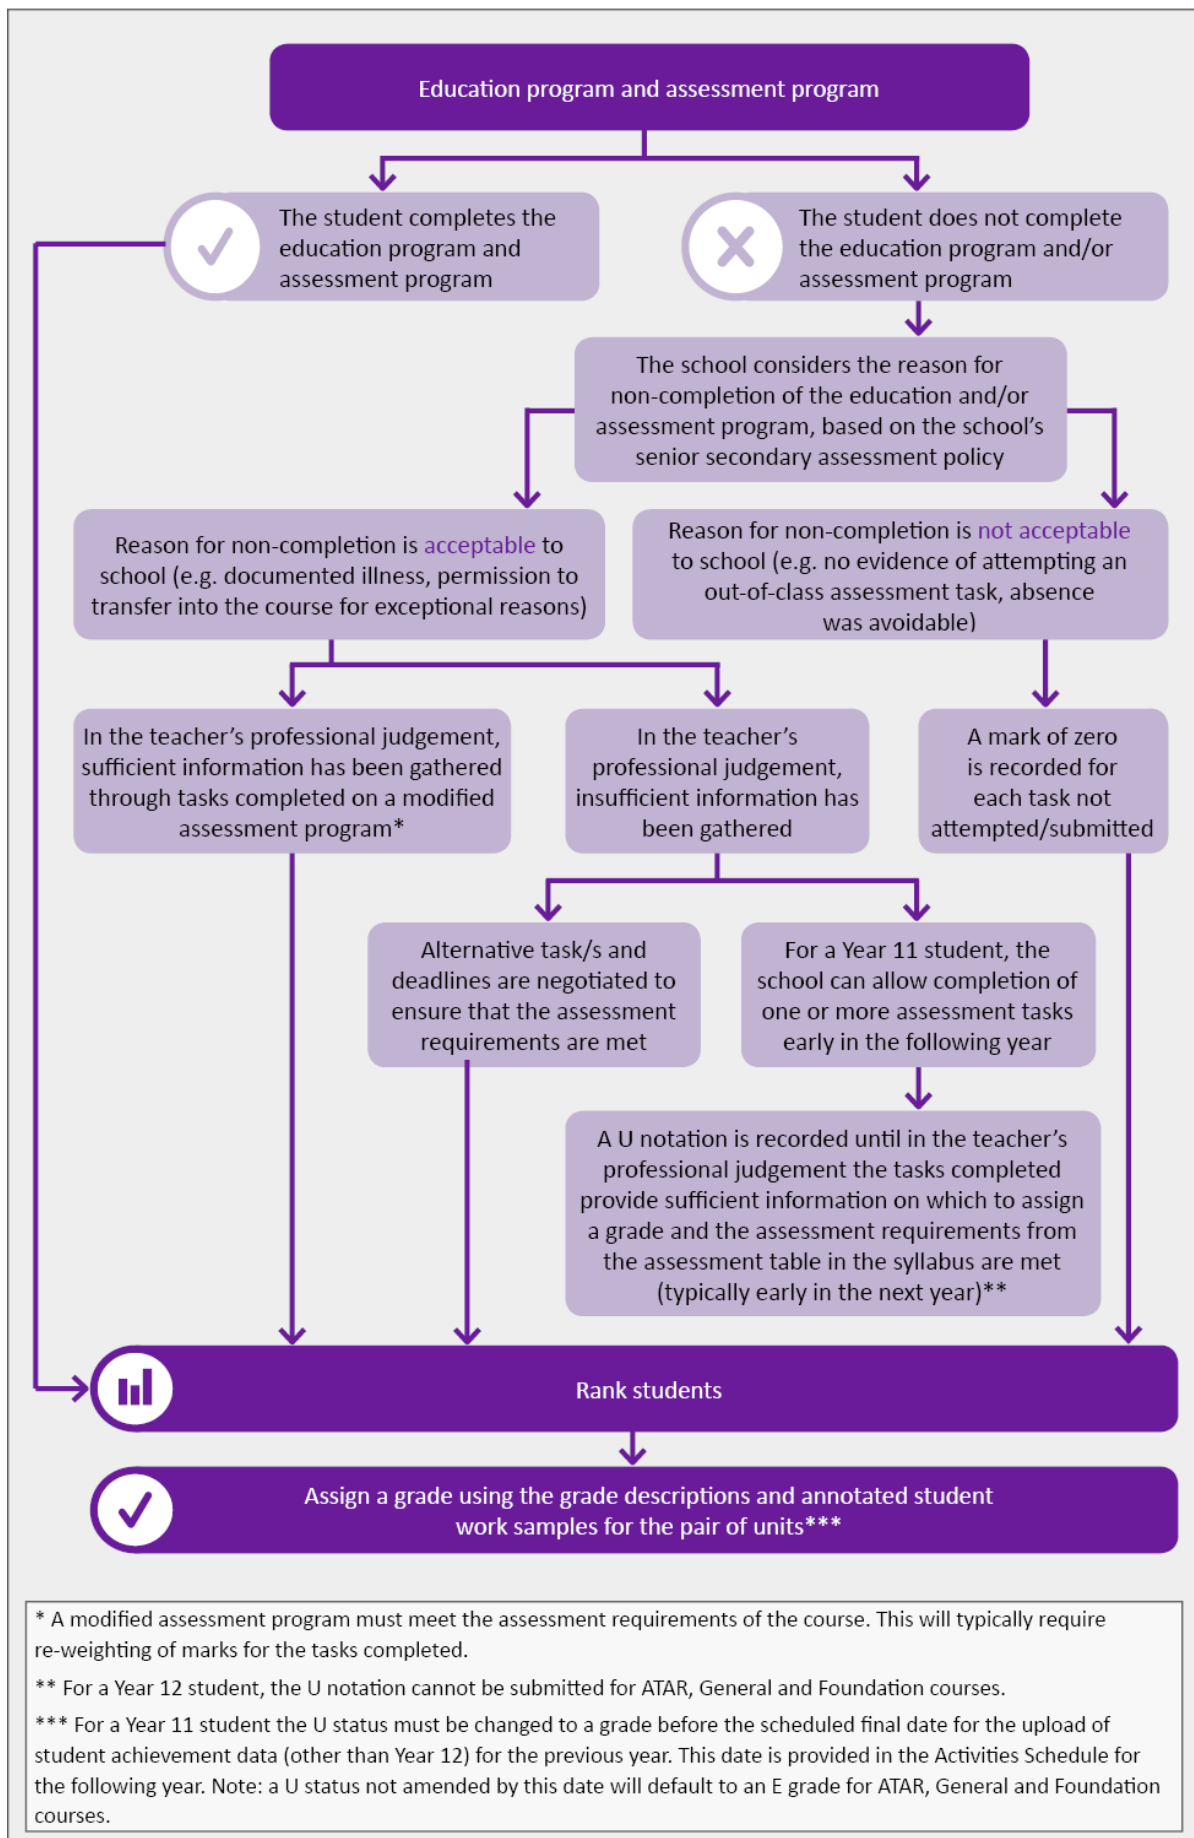 Education program and assessment program
The student completes the
education program and
assessment program
The student does not complete
the education program and/or
assessment program
The school considers the reason for
non-completion of the education and/or
assessment program, based on the school’s
senior secondary assessment policy
Reason for non-completion is acceptable to
school (e.g. documented illness, permission to
transfer into the course for exceptional reasons)
Reason for non-completion is not acceptable
to school (e.g. no evidence of attempting an
out-of-class assessment task, absence
was avoidable)
In the teacher’s professional judgement,
sufficient information has been gathered
through tasks completed on a modified
assessment program*
In the teacher’s
professional judgement,
insufficient information has
been gathered
A mark of zero
is recorded for
each task not
attempted/submitted
Alternative task/s and
deadlines are negotiated to
ensure that the assessment
requirements are met
For a Year 11 student, the
school can allow completion of
one or more assessment tasks
early in the following year
A U notation is recorded until in the teacher’s
professional judgement the tasks completed
provide sufficient information on which to assign
a grade and the assessment requirements from
the assessment table in the syllabus are met
(typically early in the next year)**
Rank students
Assign a grade using the grade descriptions and annotated student
work samples for the pair of units***
* A modified assessment program must meet the assessment requirements of the course. This will typically require
re-weighting of marks for the tasks completed.
** For a Year 12 student, the U notation cannot be submitted for ATAR, General and Foundation courses.
*** For a Year 11 student the U status must be changed to a grade before the scheduled final date for the upload of
student achievement data (other than Year 12) for the previous year. This date is provided in the Activities Schedule for
the following year. Note: a U status not amended by this date will default to an E grade for ATAR, General and Foundation
courses.